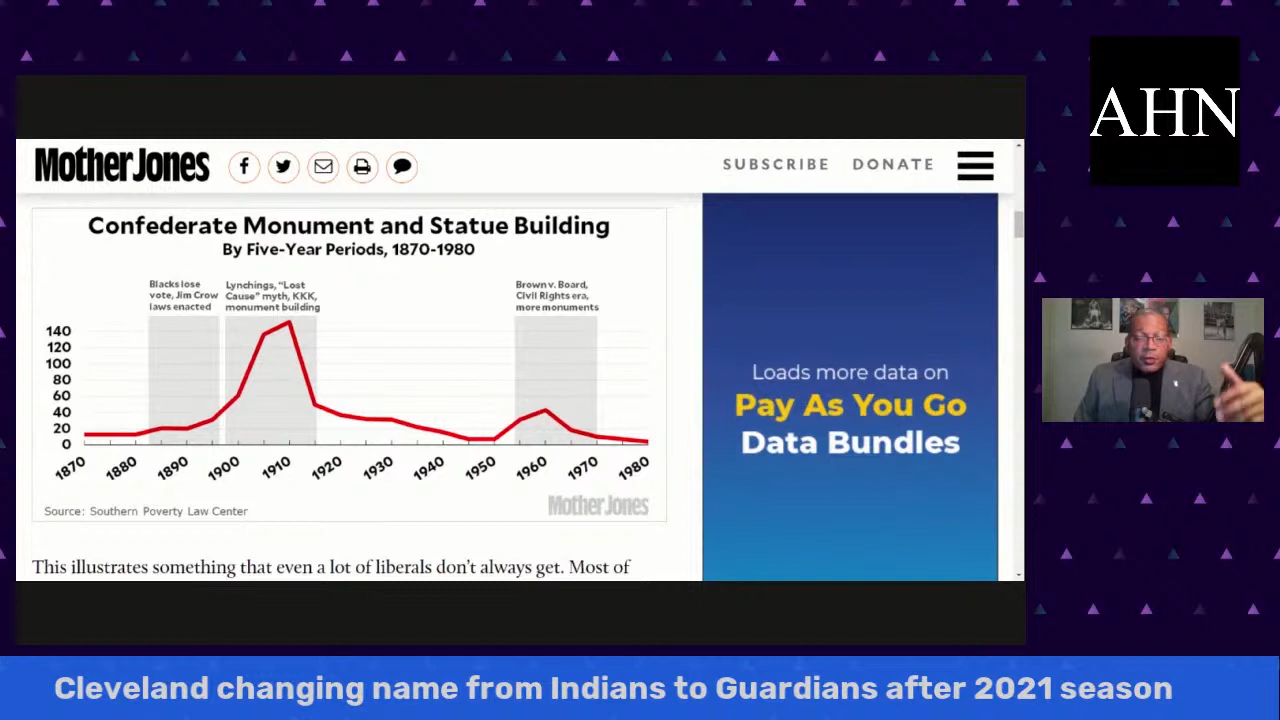 AHN
MotherJones
SUBSCRIBE DONATE
Confederate Monument and Statue Building
By Five-Year Periods, 1870-1980
Blacks lose
vote, Jim Crow
laws enacted
Lynchings, "Lost
Cause" myth, KKK,
monument building
Brown v. Board,
Civil Rights era,
more monuments
140
120
100
80
60
40
20
0
1870 1880 1890 1900 1910 1920 1930 1940 1950 1960 1970 1980
Source: Southern Poverty Law Center
MotherJones
This illustrates something that even a lot of liberals don't always get. Most of
Loads more data on
Pay As You Go
Data Bundles
Cleveland changing name from Indians to Guardians after 2021 season